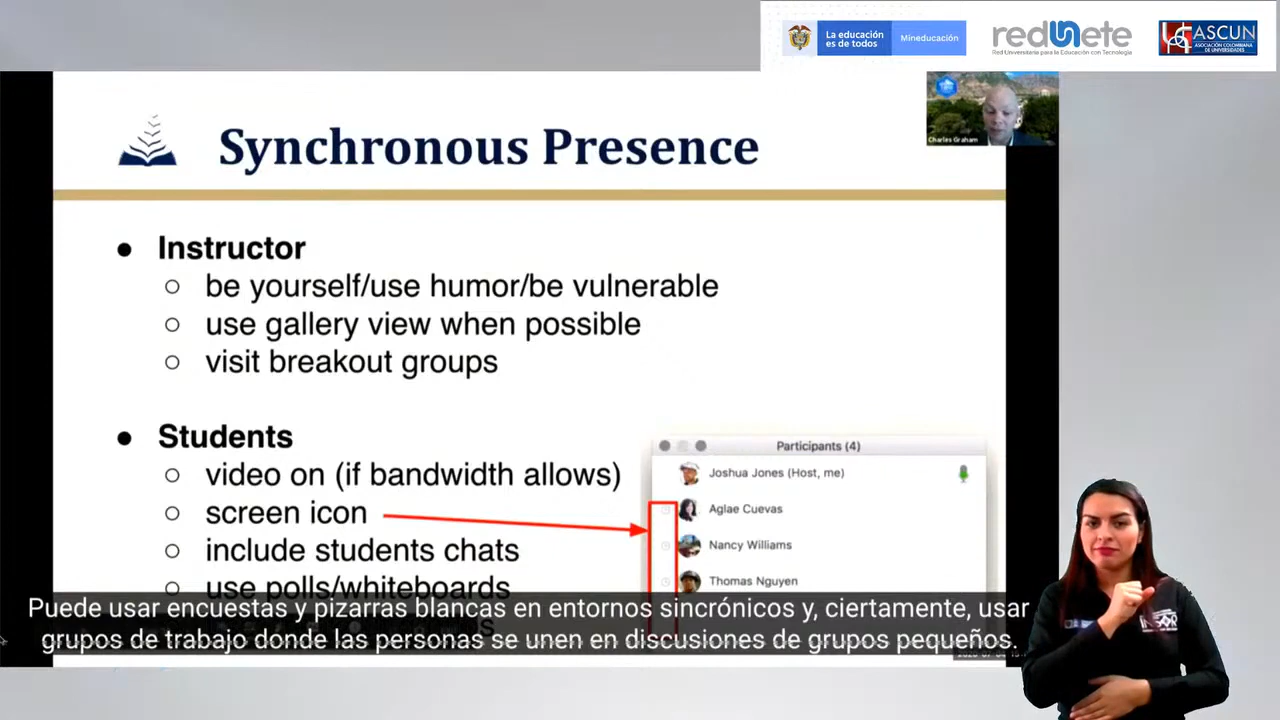 La educación
es de todos
Mineducación
redunete
Red Universitaria para la Educación con Tecnología
ASCUN
ASOCIACIÓN COLOMBIANA
DE UNIVERSIDADES
Charles Graham
Synchronous Presence
Instructor
be yourself/use humor/be vulnerable
use gallery view when possible
visit breakout groups
Students
video on (if bandwidth allows)
screen icon
include students chats
use polls/whiteboards
Participants (4)
Joshua Jones (Host, me)
Aglae Cuevas
Nancy Williams
Thomas Nguyen
Puede usar encuestas y pizarras blancas en entornos sincrónicos y, ciertamente, usar
grupos de trabajo donde las personas se unen en discusiones de grupos pequeños.
INSOR